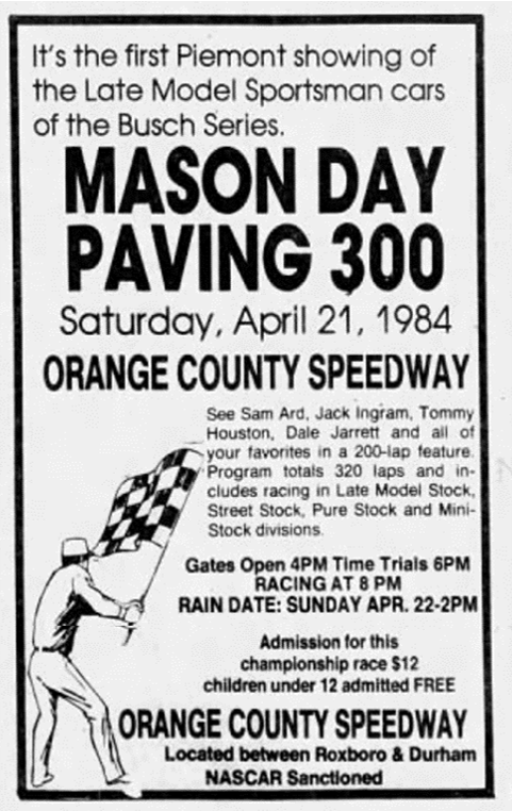 It's the first Piemont showing of
the Late Model Sportsman cars
of the Busch Series.
MASON DAY
PAVING 300
Saturday, April 21, 1984
ORANGE COUNTY SPEEDWAY
See Sam Ard, Jack Ingram, Tommy
Houston, Dale Jarrett and all of
your favorites in a 200-lap feature.
Program totals 320 laps and in-
cludes racing in Late Model Stock,
Street Stock, Pure Stock and Mini-
Stock divisions.
Gates Open 4PM Time Trials 6PM
RACING AT 8 PM
RAIN DATE: SUNDAY APR. 22-2PM
Admission for this
championship race $12
children under 12 admitted FREE
ORANGE COUNTY SPEEDWAY
Located between Roxboro & Durham
NASCAR Sanctioned